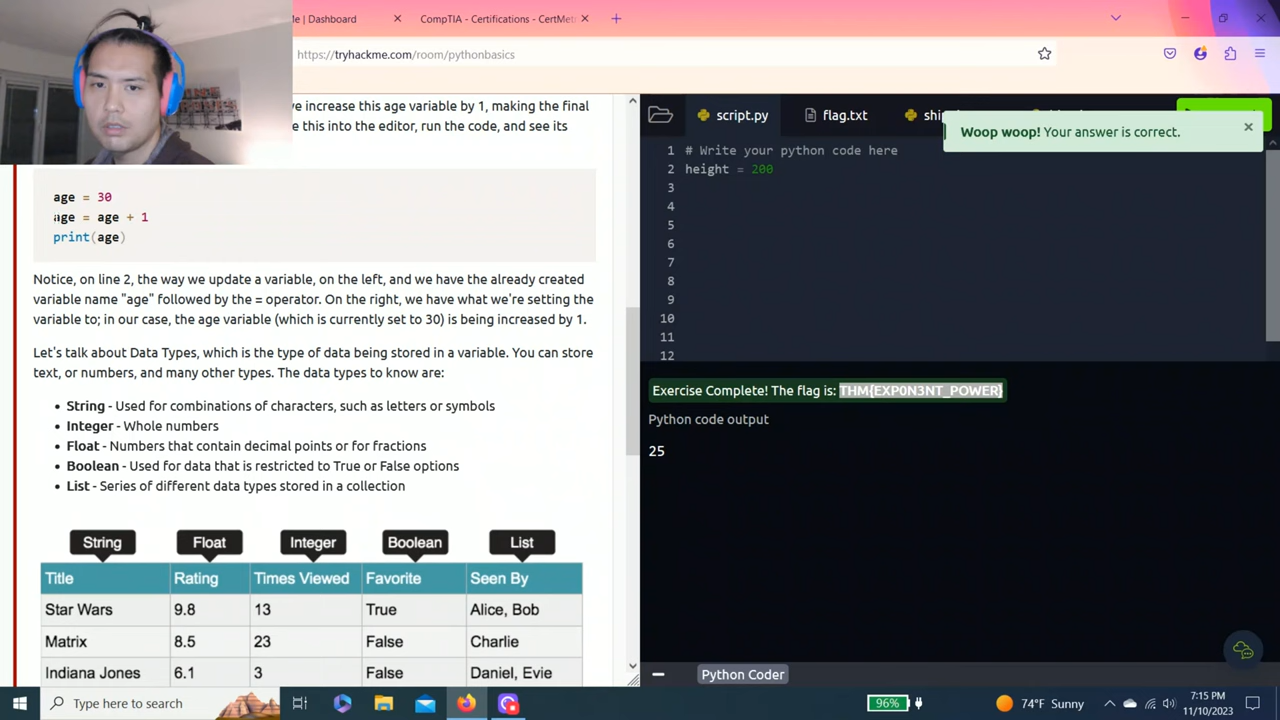 Me | Dashboard
CompTIA - Certifications - CertMet
https://tryhackme.com/room/pythonbasics
ve increase this age variable by 1, making the final
e this into the editor, run the code, and see its
age = 30
age = age + 1
print(age)
Notice, on line 2, the way we update a variable, on the left, and we have the already created
variable name "age" followed by the = operator. On the right, we have what we're setting the
variable to; in our case, the age variable (which is currently set to 30) is being increased by 1.
Let's talk about Data Types, which is the type of data being stored in a variable. You can store
text, or numbers, and many other types. The data types to know are:
• String - Used for combinations of characters, such as letters or symbols
• Integer - Whole numbers
• Float - Numbers that contain decimal points or for fractions
• Boolean - Used for data that is restricted to True or False options
• List - Series of different data types stored in a collection
String Float Integer Boolean List
Title Rating Times Viewed Favorite Seen By
Star Wars 9.8 13 True Alice, Bob
Matrix 8.5 23 False Charlie
Indiana Jones 6.1 3 False Daniel, Evie
script.py flag.txt shi
Woop woop! Your answer is correct.
1 # Write your python code here
2 height = 200
3
4
5
6
7
8
9
10
11
12
Exercise Complete! The flag is: THM{EXP0N3NT_POWER}
Python code output
25
Python Coder
Type here to search
96%
74°F Sunny
7:15 PM
11/10/2023